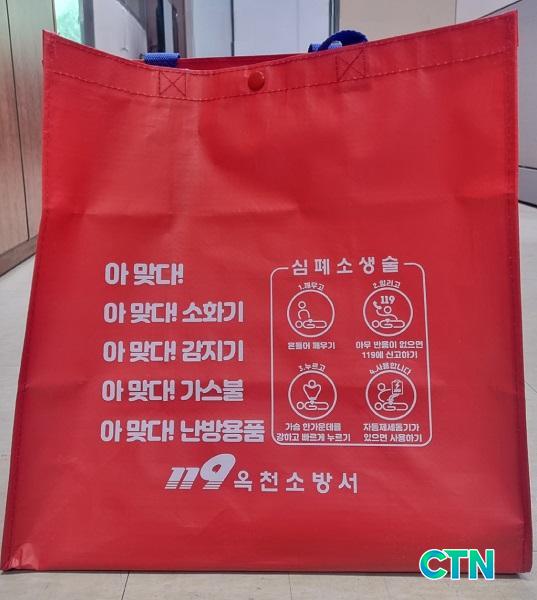 아 맞다!
아 맞다! 소화기
아 맞다! 감지기
아 맞다! 가스불
아 맞다! 난방용품
심폐소생술
1.깨우고
흔들어 깨우기
2.알리고
119
아무 반응이 없으면
119에 신고하기
3.누르고
가슴 한가운데를
강하고 빠르게 누르기
4.사용합니다
자동제세동기가
있으면 사용하기
119 옥천소방서
CTN